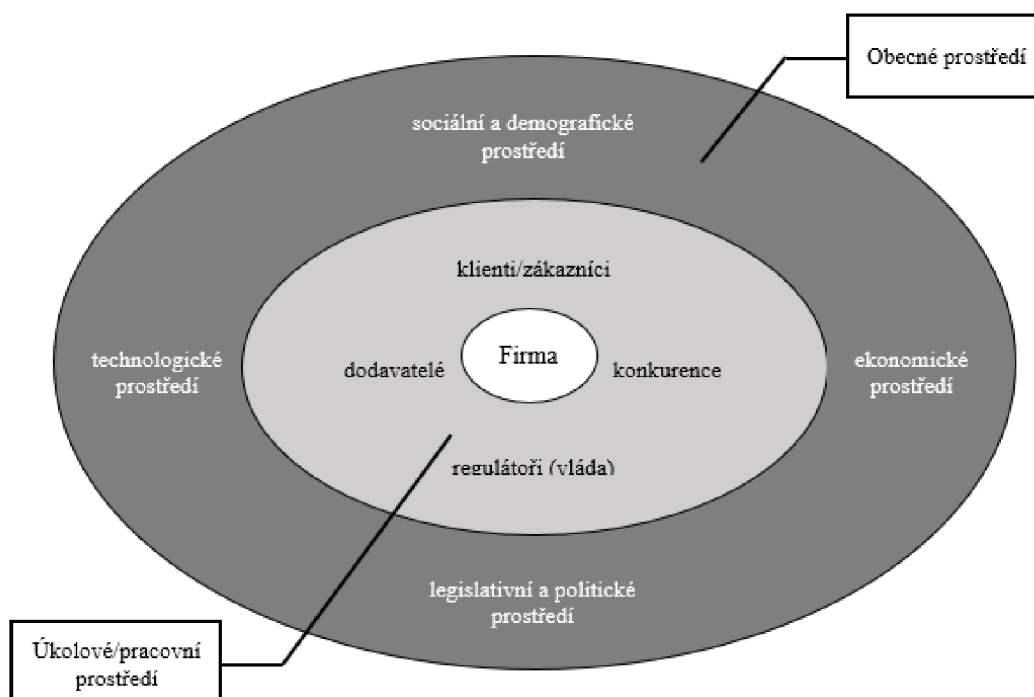 Obecné prostředí
sociální a demografické
prostředí
klienti/zákazníci
Firma
technologické
prostředí
dodavatelé
konkurence
ekonomické
prostředí
regulátoři (vláda)
legislativní a politické
prostředí
Úkolové/pracovní
prostředí